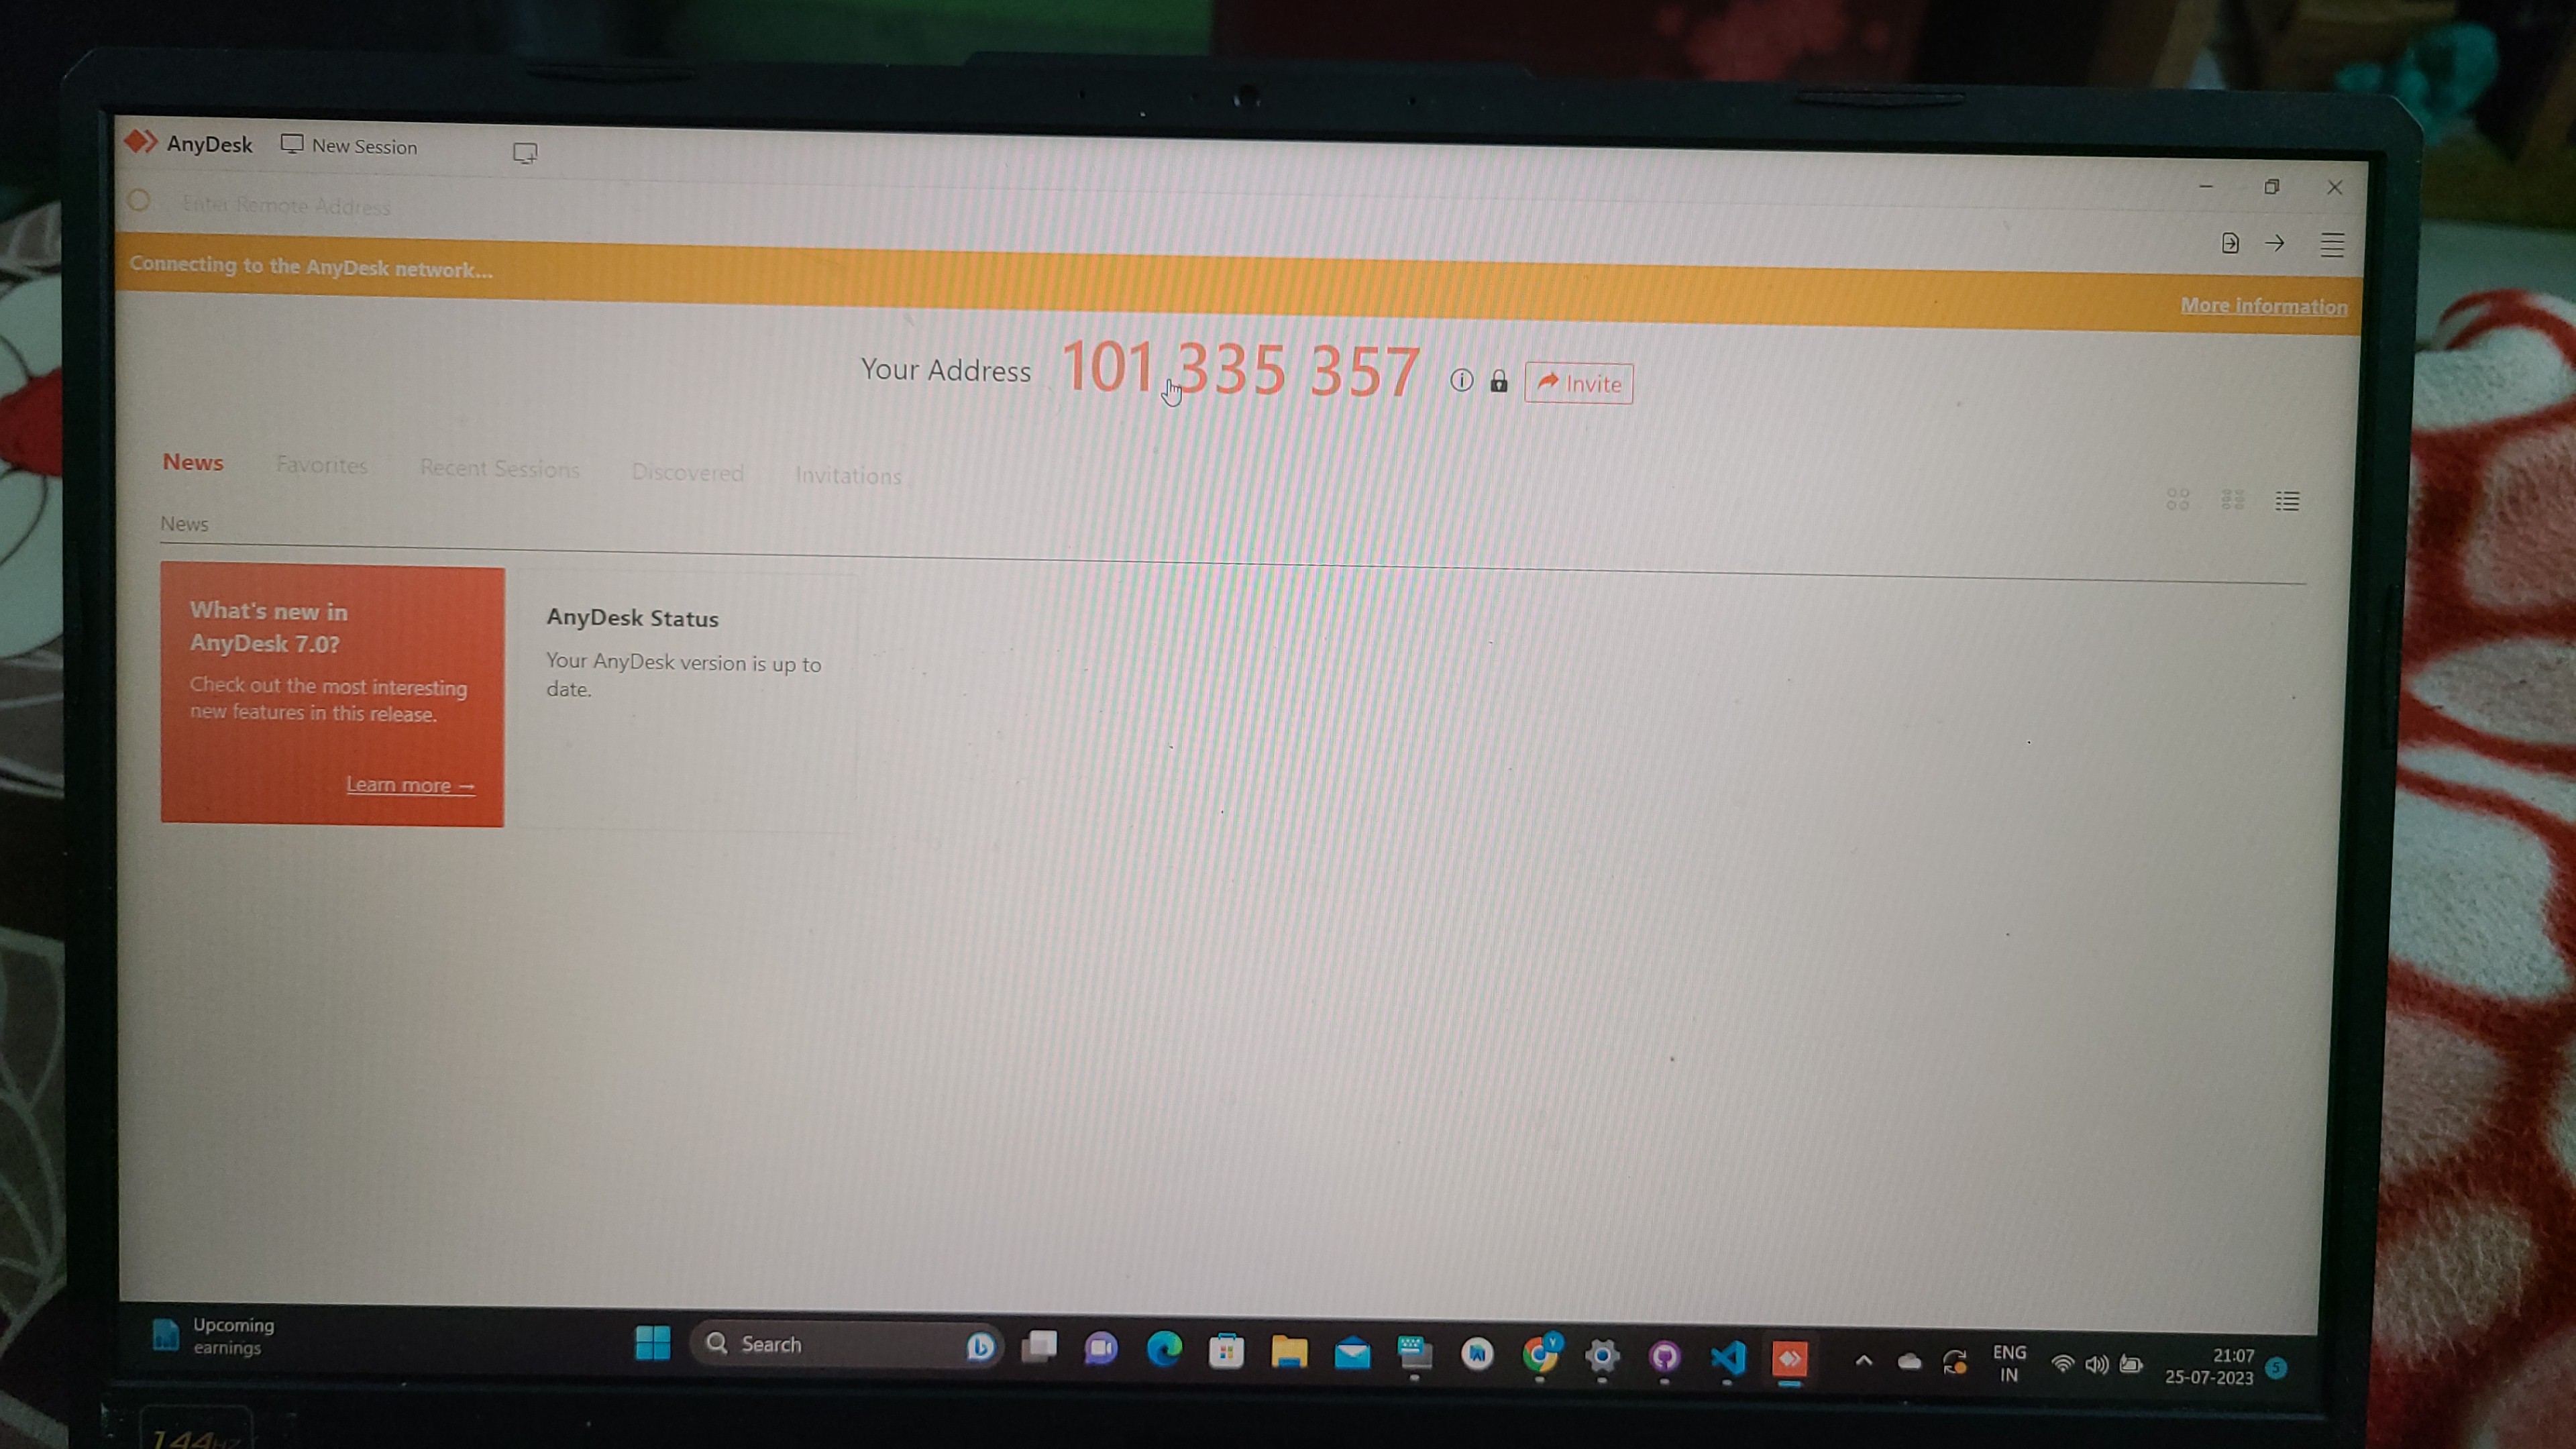 AnyDesk
New Session
Enter Remote Address
Connecting to the AnyDesk network...
More information
Your Address 101 335 357
Invite
News Favorites Recent Sessions Discovered Invitations
News
What's new in
AnyDesk 7.0?
Check out the most interesting
new features in this release.
Learn more →
AnyDesk Status
Your AnyDesk version is up to
date.
Upcoming
earnings
Search
ENG
IN
21:07
25-07-2023
5
144HZ